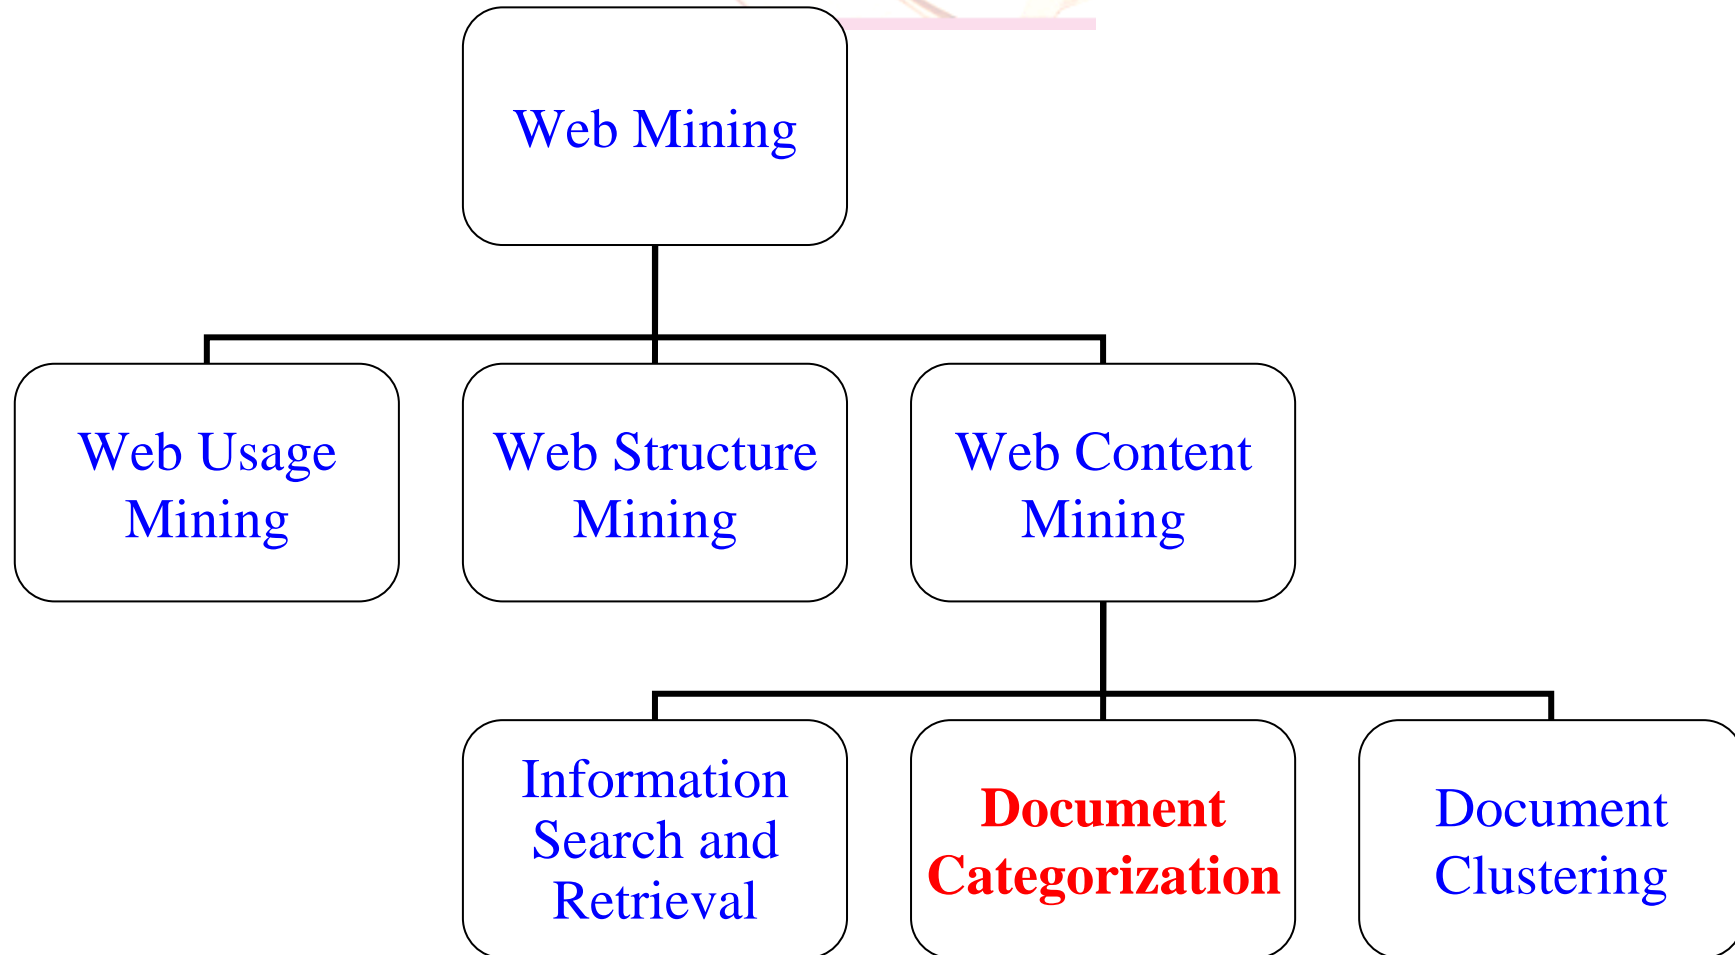 Web Mining
Web Usage
Mining
Web Structure
Mining
Web Content
Mining
Information
Search and
Retrieval
Document
Categorization
Document
Clustering